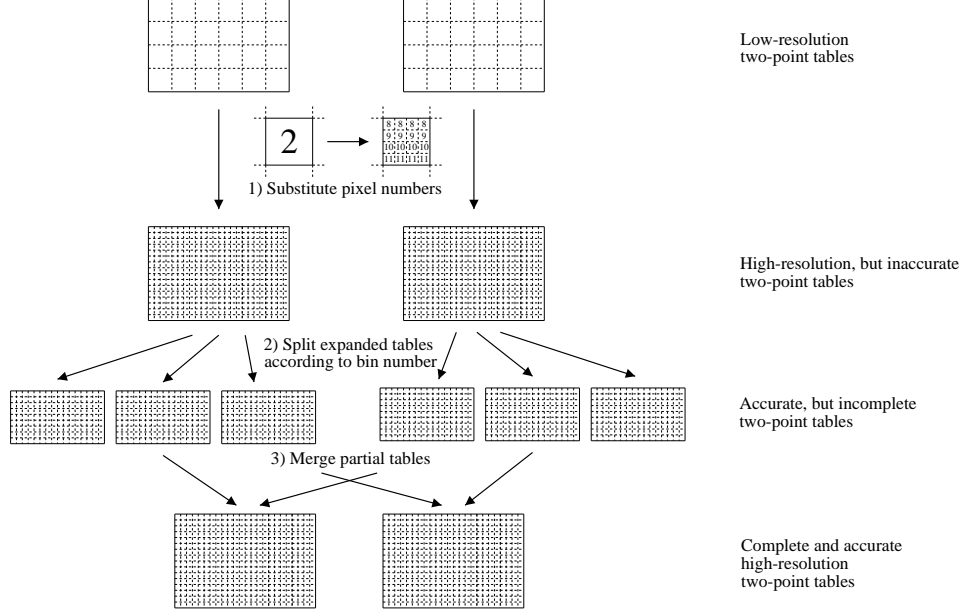 Low-resolution
two-point tables
2
8 8 8 8
9 9 9 9
10 10 10 10
11 11 11 11
1) Substitute pixel numbers
High-resolution, but inaccurate
two-point tables
2) Split expanded tables
according to bin number
Accurate, but incomplete
two-point tables
3) Merge partial tables
Complete and accurate
high-resolution
two-point tables